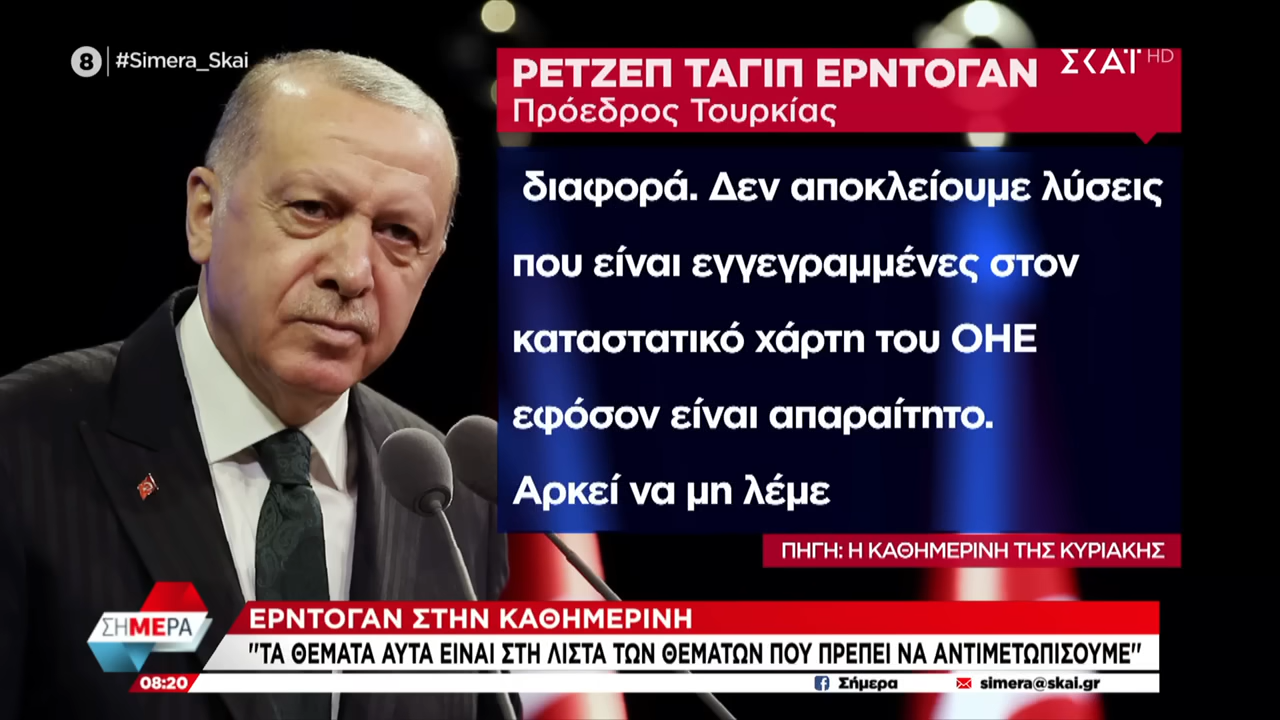 8 #Simera_Skai
ΣΚΑΪ HD
ΡΕΤΖΕΠ ΤΑΓΙΠ ΕΡΝΤΟΓΑΝ
Πρόεδρος Τουρκίας
διαφορά. Δεν αποκλείουμε λύσεις
που είναι εγγεγραμμένες στον
καταστατικό χάρτη του ΟΗΕ
εφόσον είναι απαραίτητο.
Αρκεί να μη λέμε
ΠΗΓΗ: Η ΚΑΘΗΜΕΡΙΝΗ ΤΗΣ ΚΥΡΙΑΚΗΣ
ΣΗΜΕΡΑ
ΕΡΝΤΟΓΑΝ ΣΤΗΝ ΚΑΘΗΜΕΡΙΝΗ
"ΤΑ ΘΕΜΑΤΑ ΑΥΤΑ ΕΙΝΑΙ ΣΤΗ ΛΙΣΤΑ ΤΩΝ ΘΕΜΑΤΩΝ ΠΟΥ ΠΡΕΠΕΙ ΝΑ ΑΝΤΙΜΕΤΩΠΙΣΟΥΜΕ"
08:20
Σήμερα
simera@skai.gr